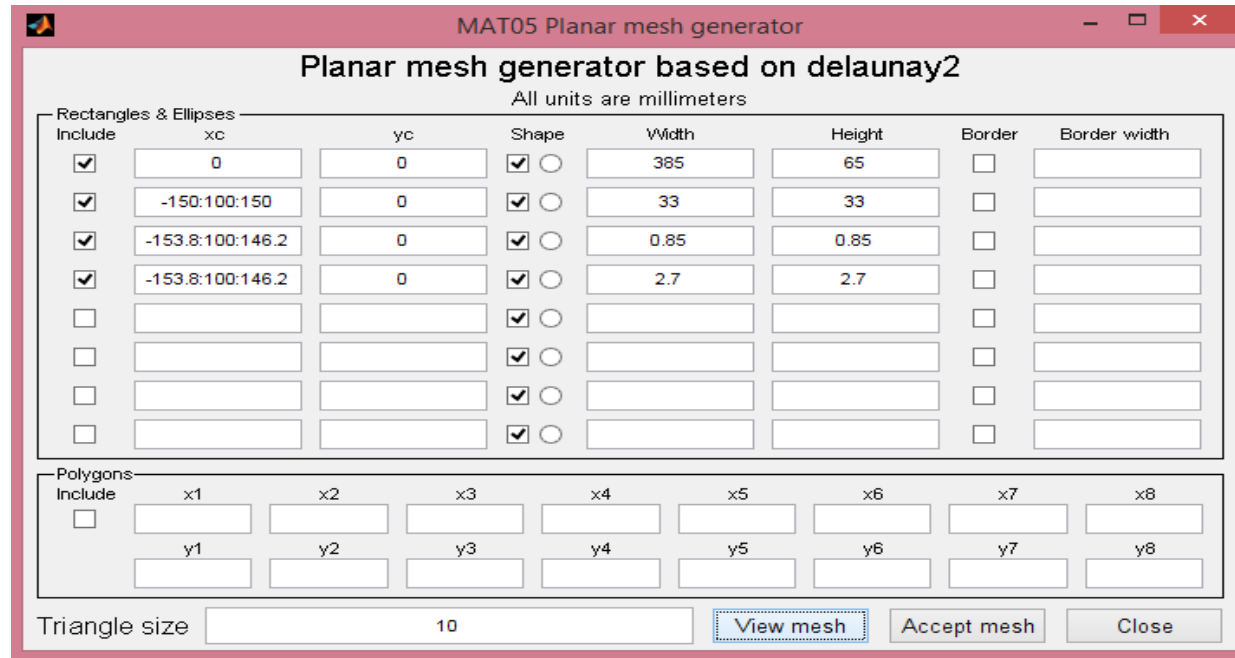 MAT05 Planar mesh generator
Planar mesh generator based on delaunay2
All units are millimeters
Rectangles & Ellipses
Include xc yc Shape Width Height Border Border width
0 0 385 65
-150:100:150 0 33 33
-153.8:100:146.2 0 0.85 0.85
-153.8:100:146.2 0 2.7 2.7
Polygons
Include x1 x2 x3 x4 x5 x6 x7 x8
y1 y2 y3 y4 y5 y6 y7 y8
Triangle size 10 View mesh Accept mesh Close